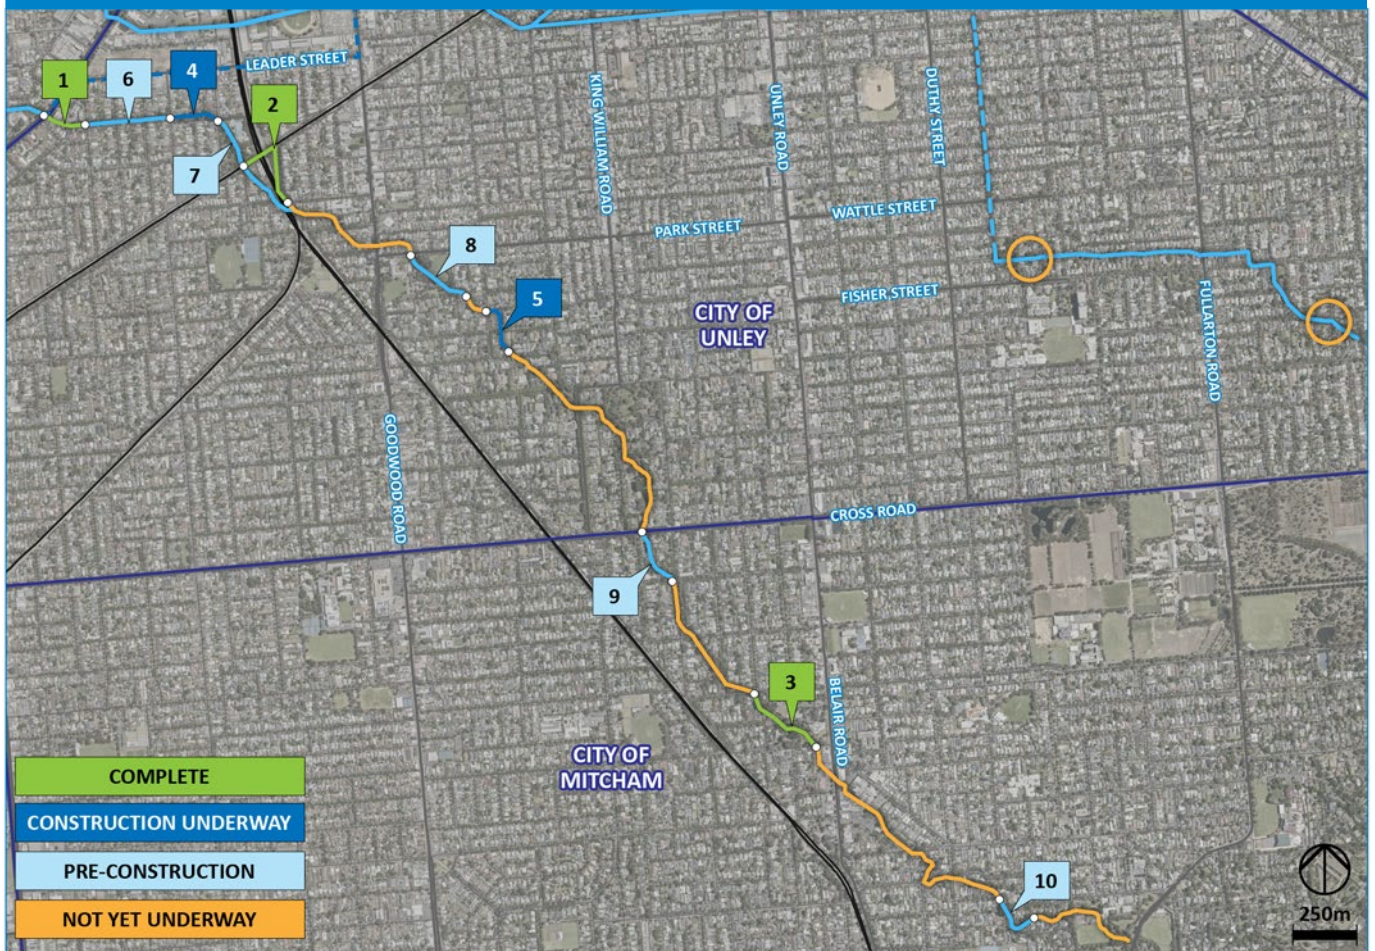 1
6
4
LEADER STREET
2
7
KING WILLIAM ROAD
UNLEY ROAD
DUTHY STREET
PARK STREET
WATTLE STREET
8
5
FISHER STREET
CITY OF
UNLEY
FULLARTON ROAD
GOODWOOD ROAD
CROSS ROAD
9
3
BELAIR ROAD
CITY OF
MITCHAM
10
COMPLETE
CONSTRUCTION UNDERWAY
PRE-CONSTRUCTION
NOT YET UNDERWAY
250m